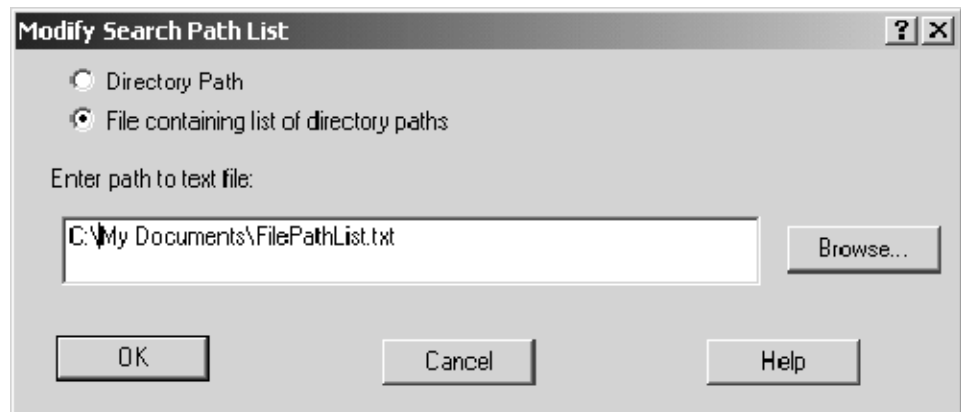 Modify Search Path List
Directory Path
File containing list of directory paths
Enter path to text file:
C:\My Documents\FilePathList.txt
Browse...
OK
Cancel
Help